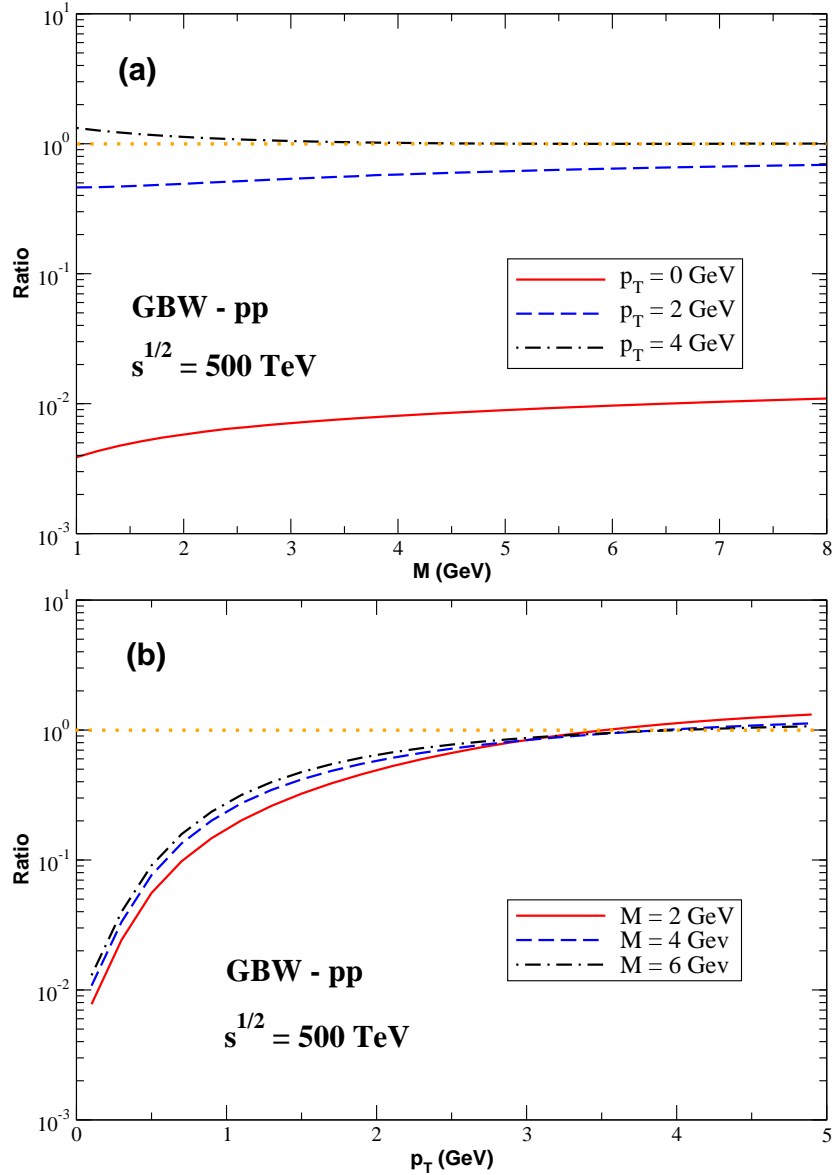 10^1
(a)
10^0
Ratio
10^-1
p_T = 0 GeV
p_T = 2 GeV
p_T = 4 GeV
GBW - pp
s^1/2 = 500 TeV
10^-2
10^-3
1 2 3 4 5 6 7 8
M (GeV)
10^1
(b)
10^0
Ratio
10^-1
M = 2 GeV
M = 4 Gev
M = 6 Gev
GBW - pp
10^-2
s^1/2 = 500 TeV
10^-3
0 1 2 3 4 5
p_T (GeV)